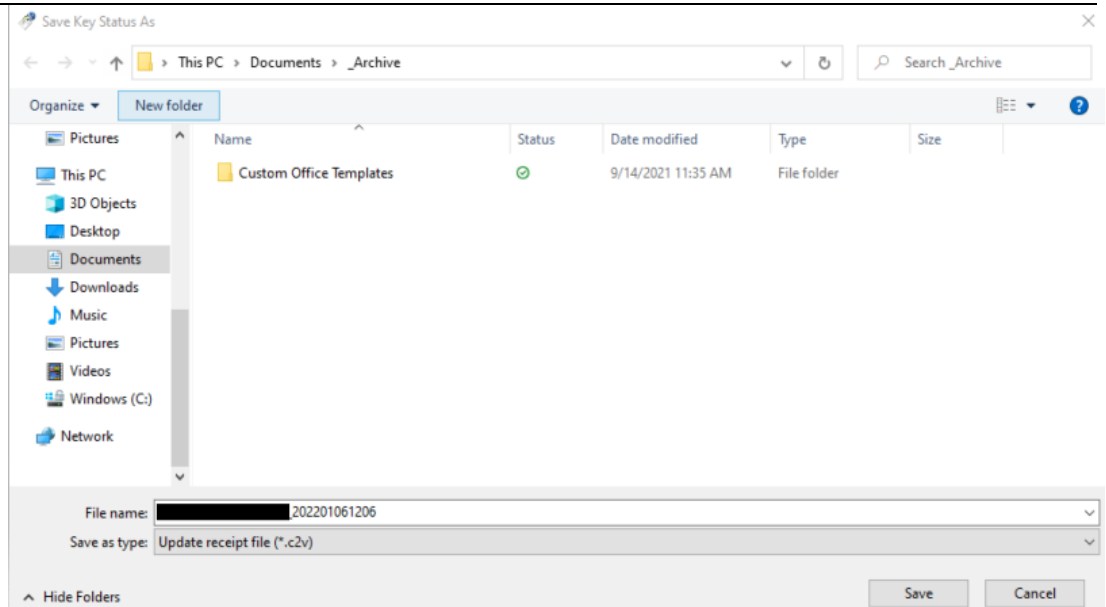 Save Key Status As
This PC > Documents > _Archive
Search _Archive
Organize
New folder
Name
Status
Date modified
Type
Size
Custom Office Templates
9/14/2021 11:35 AM
File folder
Pictures
This PC
3D Objects
Desktop
Documents
Downloads
Music
Pictures
Videos
Windows (C:)
Network
File name:
202201061206
Save as type:
Update receipt file (*.c2v)
Hide Folders
Save
Cancel